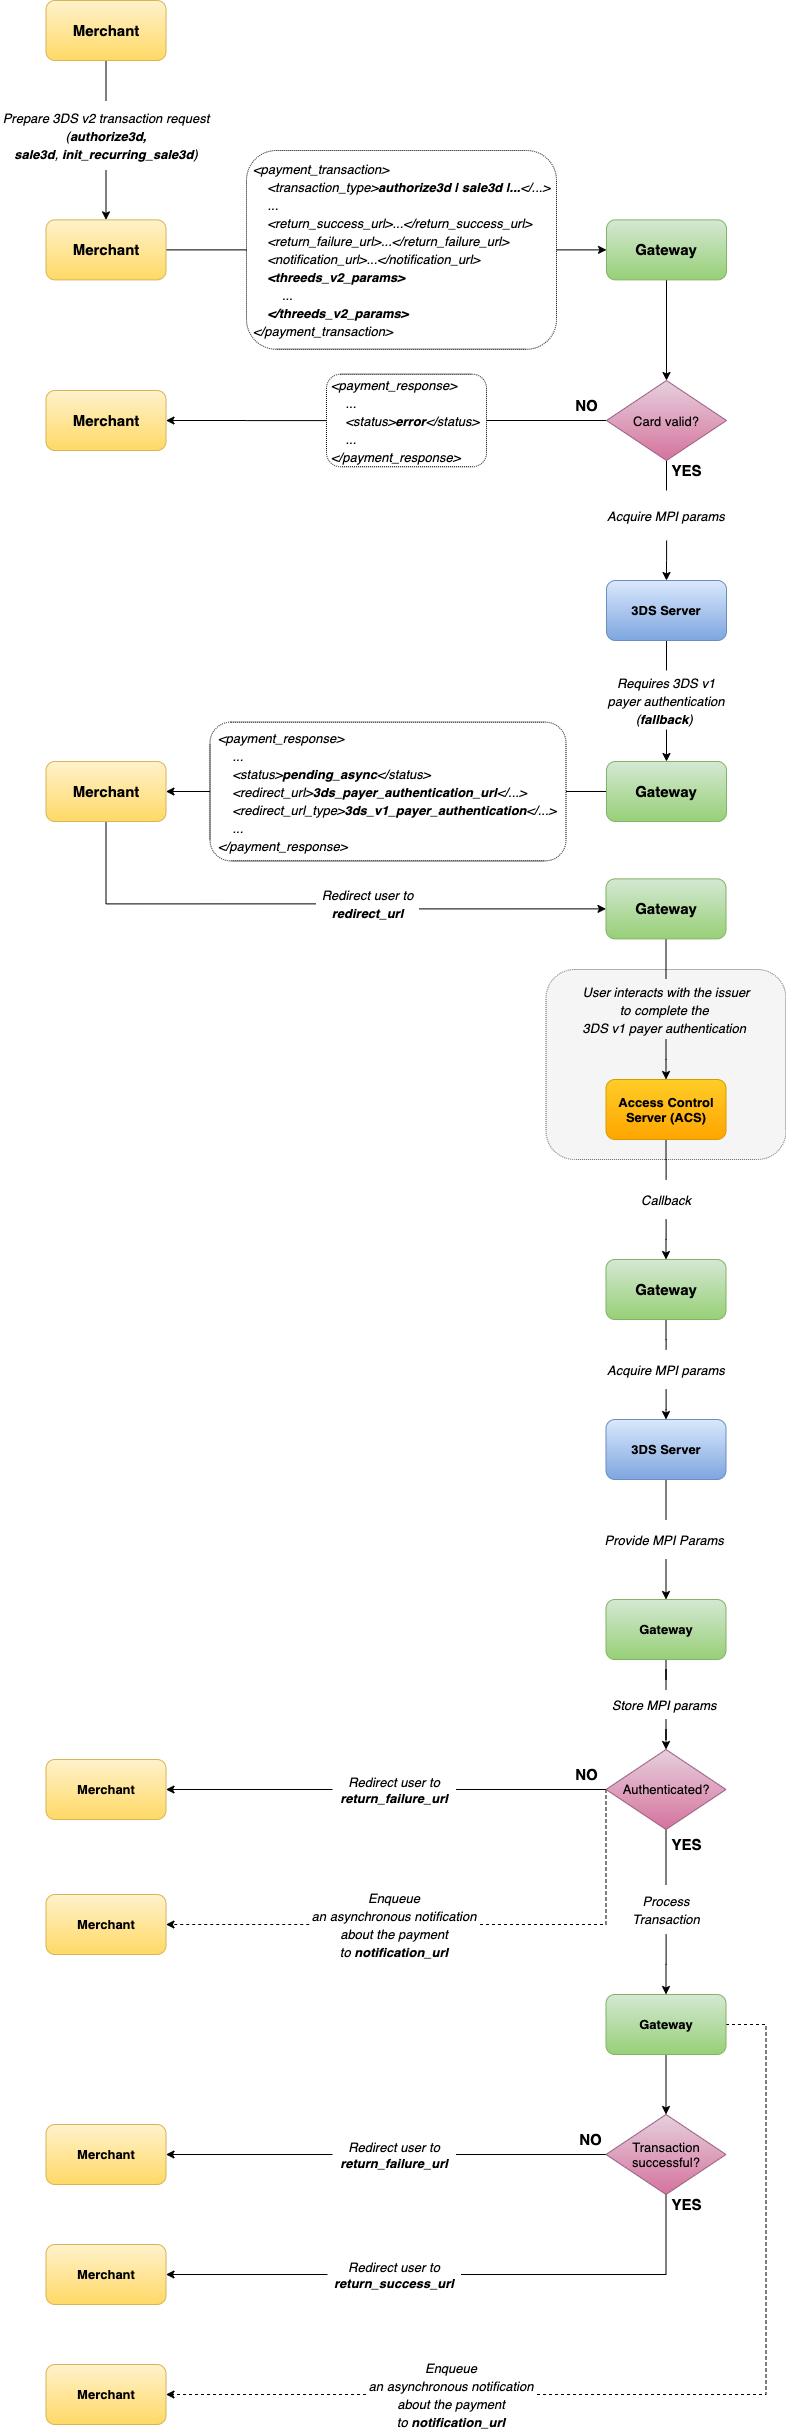 Merchant
Prepare 3DS v2 transaction request
(authorize3d,
sale3d, init_recurring_sale3d)
Merchant
<payment_transaction>
<transaction_type>authorize3d | sale3d |...</...>
...
<return_success_url>...</return_success_url>
<return_failure_url>...</return_failure_url>
<notification_url>...</notification_url>
<threeds_v2_params>
...
</threeds_v2_params>
</payment_transaction>
Gateway
Merchant
<payment_response>
...
<status>error</status>
...
</payment_response>
NO
Card valid?
YES
Acquire MPI params
3DS Server
Requires 3DS v1
payer authentication
(fallback)
Merchant
<payment_response>
...
<status>pending_async</status>
<redirect_url>3ds_payer_authentication_url</...>
<redirect_url_type>3ds_v1_payer_authentication</...>
...
</payment_response>
Gateway
Redirect user to
redirect_url
Gateway
User interacts with the issuer
to complete the
3DS v1 payer authentication
Access Control
Server (ACS)
Callback
Gateway
Acquire MPI params
3DS Server
Provide MPI Params
Gateway
Store MPI params
Merchant
Redirect user to
return_failure_url
NO
Authenticated?
YES
Merchant
Enqueue
an asynchronous notification
about the payment
to notification_url
Process
Transaction
Gateway
Merchant
Redirect user to
return_failure_url
NO
Transaction
successful?
YES
Merchant
Redirect user to
return_success_url
Merchant
Enqueue
an asynchronous notification
about the payment
to notification_url